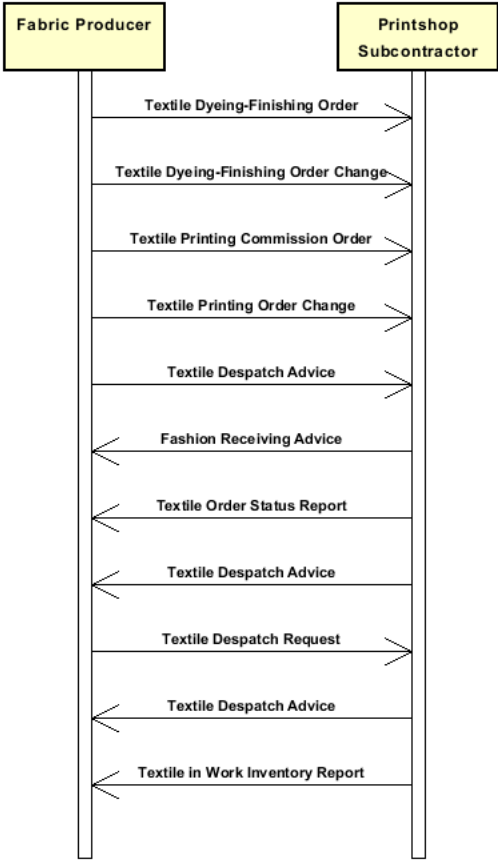 Fabric Producer
Printshop
Subcontractor
Textile Dyeing-Finishing Order
Textile Dyeing-Finishing Order Change
Textile Printing Commission Order
Textile Printing Order Change
Textile Despatch Advice
Fashion Receiving Advice
Textile Order Status Report
Textile Despatch Advice
Textile Despatch Request
Textile Despatch Advice
Textile in Work Inventory Report